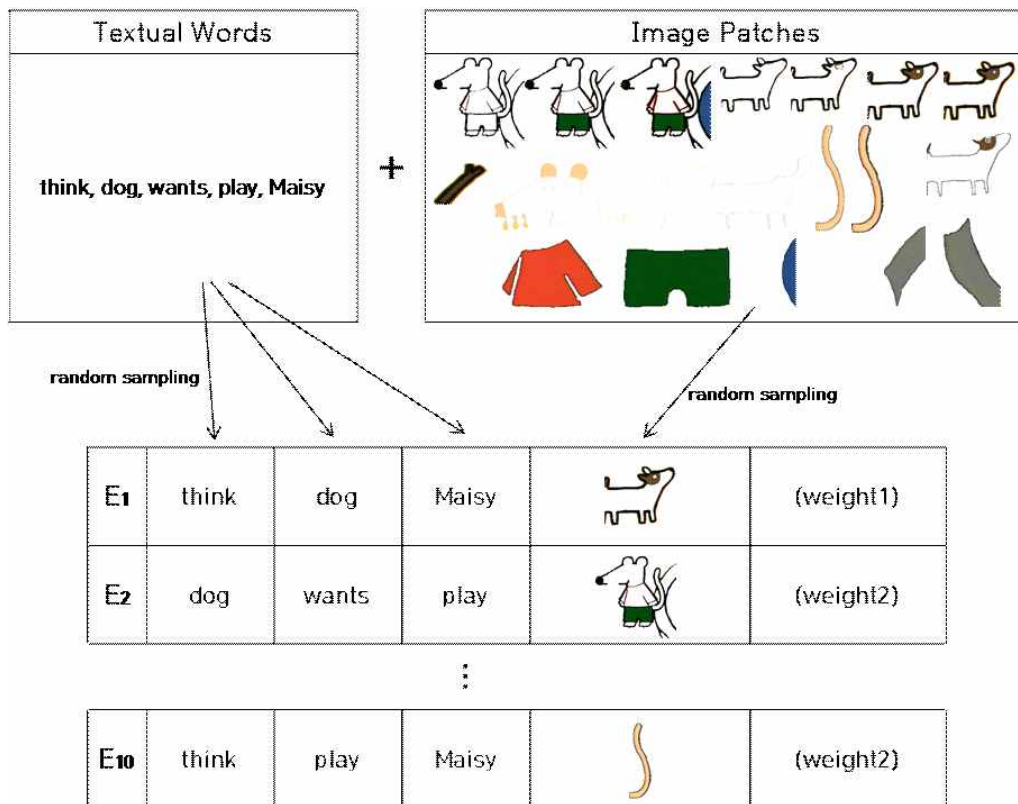 Textual Words
Image Patches
think, dog, wants, play, Maisy
+
random sampling
random sampling
E1 think dog Maisy (weight1)
E2 dog wants play (weight2)
⋮
E10 think play Maisy (weight2)